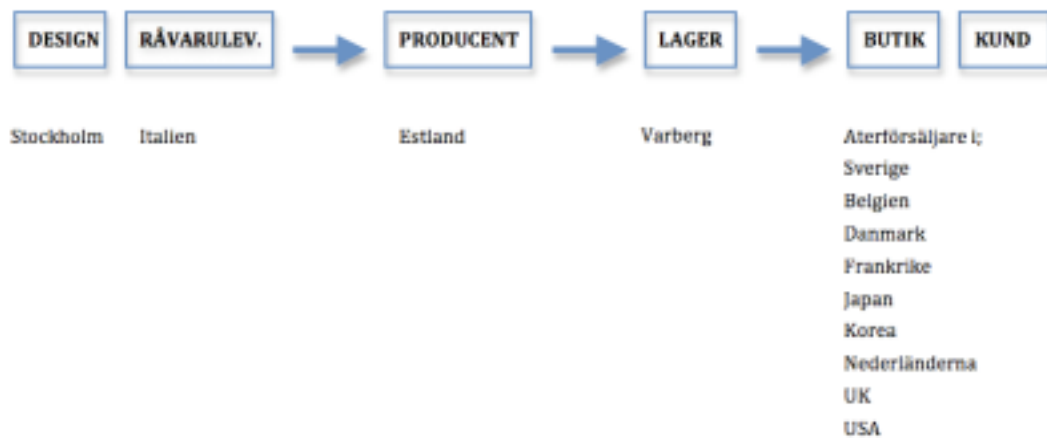 DESIGN RÅVARULEV. PRODUCENT LAGER BUTIK KUND
Stockholm Italien Estland Varberg Återförsäljare i;
Sverige
Belgien
Danmark
Frankrike
Japan
Korea
Nederländerna
UK
USA